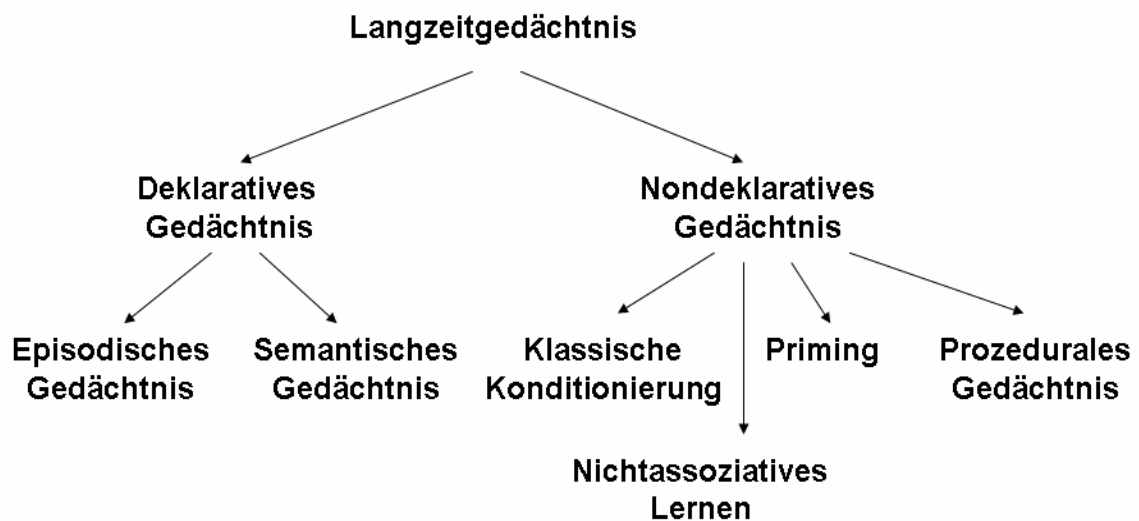 Langzeitgedächtnis
Deklaratives
Gedächtnis
Nondeklaratives
Gedächtnis
Episodisches
Gedächtnis
Semantisches
Gedächtnis
Klassische
Konditionierung
Priming
Prozedurales
Gedächtnis
Nichtassoziatives
Lernen